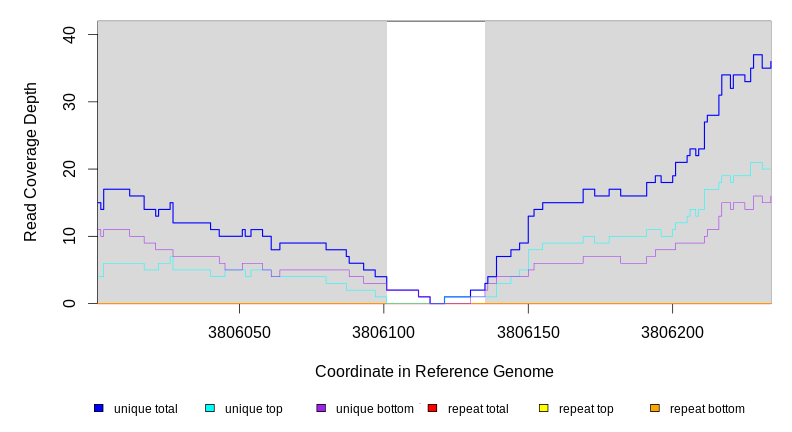 40
30
20
10
0
Read Coverage Depth
3806050 3806100 3806150 3806200
Coordinate in Reference Genome
unique total unique top unique bottom repeat total repeat top repeat bottom